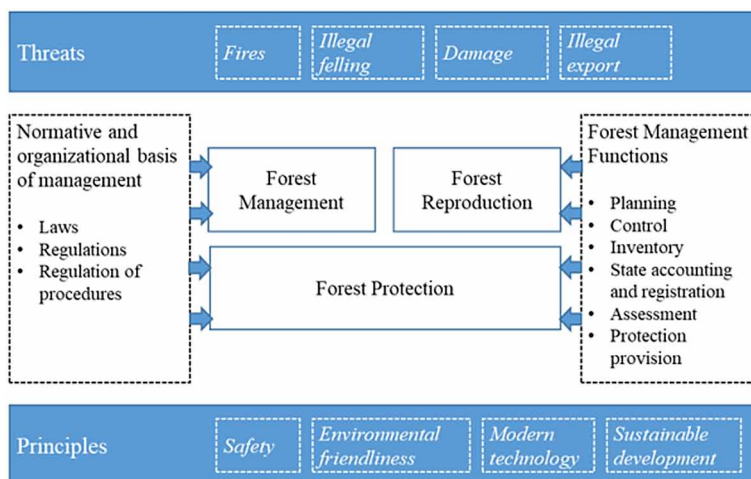 Threats
Fires
Illegal
felling
Damage
Illegal
export
Normative and
organizational basis
of management
• Laws
• Regulations
• Regulation of
procedures
Forest
Management
Forest
Reproduction
Forest Protection
Forest Management
Functions
• Planning
• Control
• Inventory
• State accounting
and registration
• Assessment
• Protection
provision
Principles
Safety
Environmental
friendliness
Modern
technology
Sustainable
development